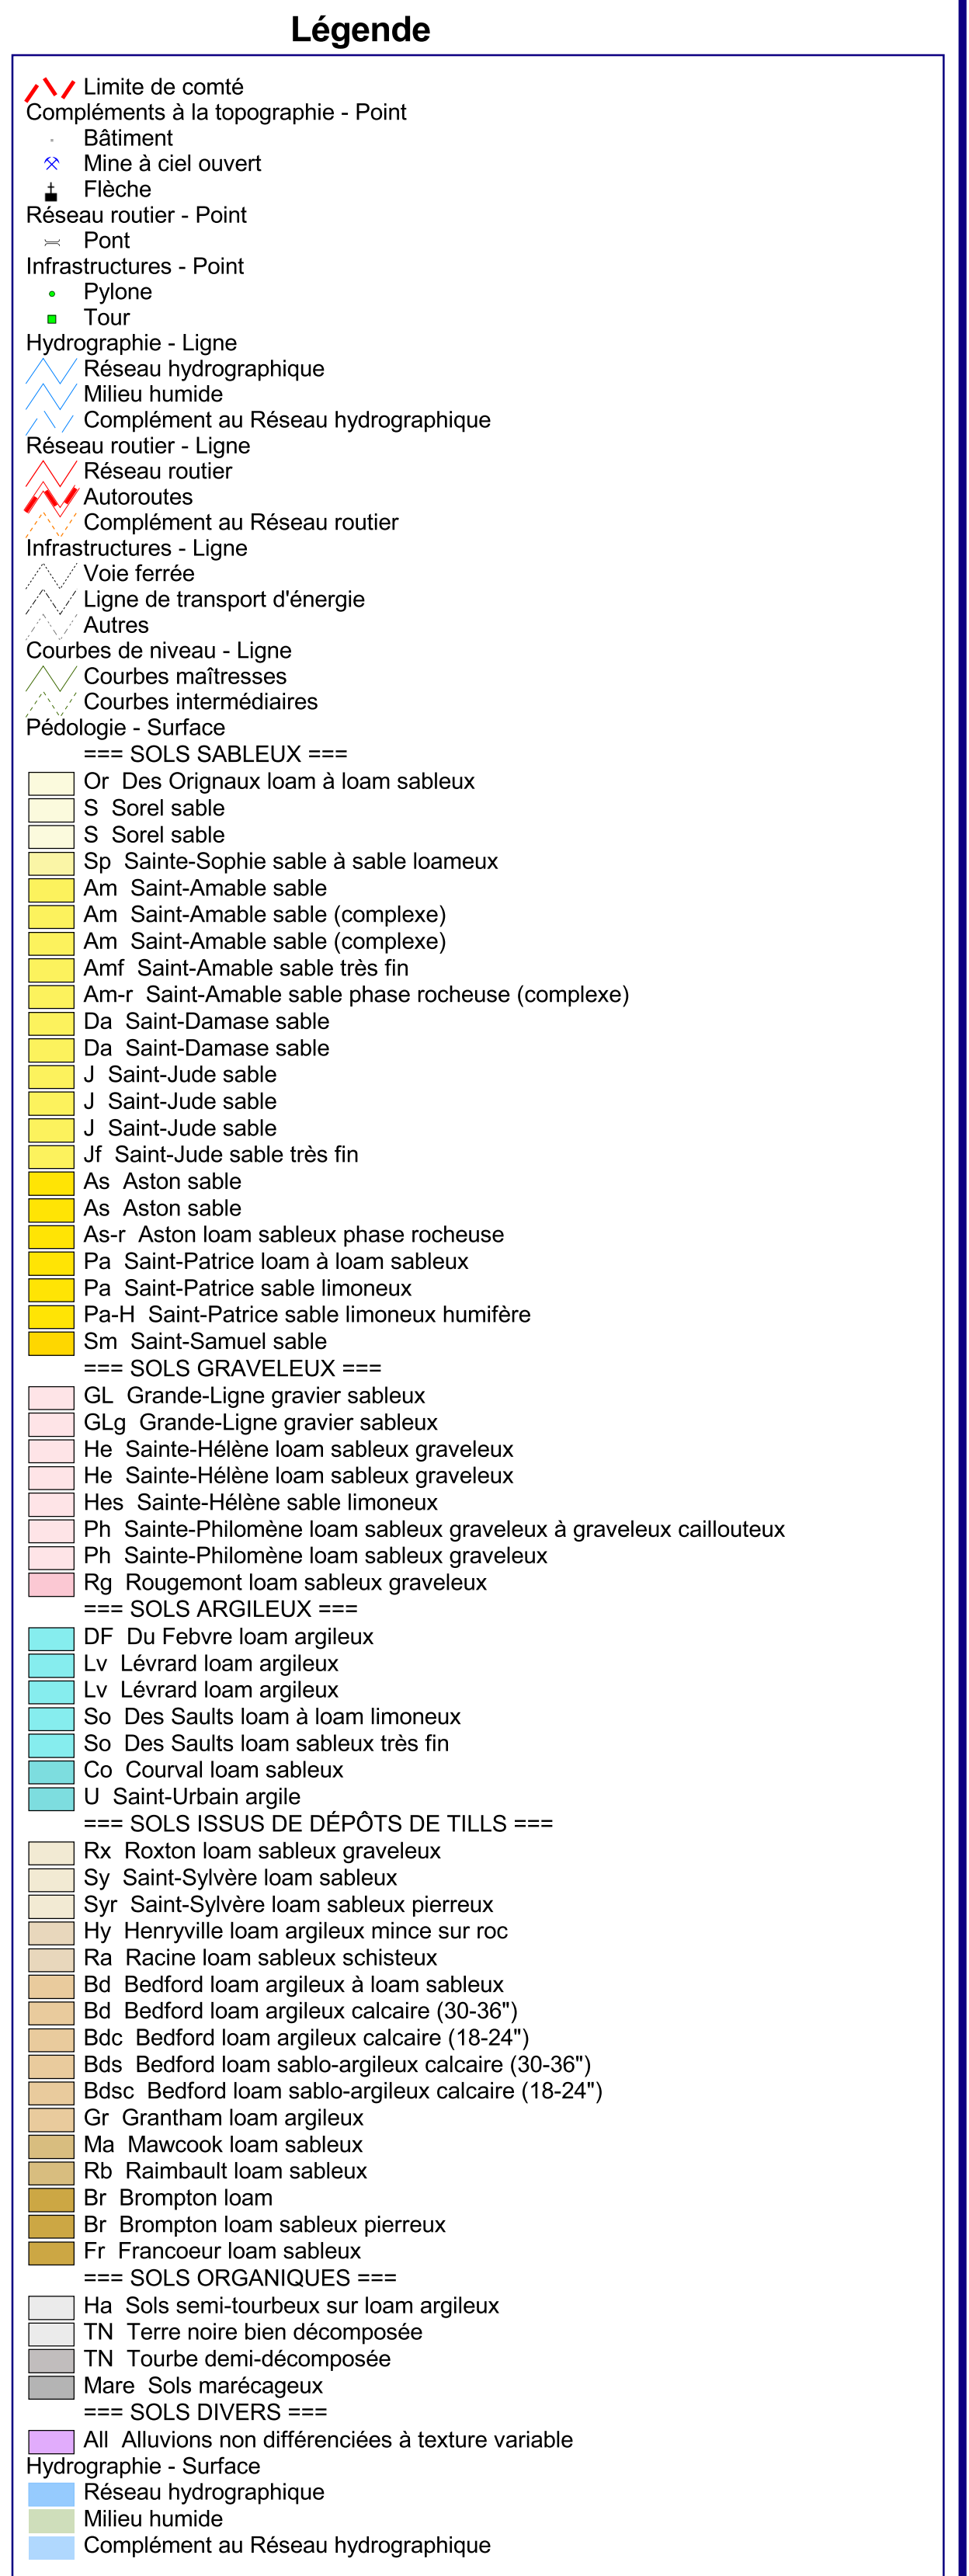 Légende
Limite de comté
Compléments à la topographie - Point
Bâtiment
Mine à ciel ouvert
Flèche
Réseau routier - Point
Pont
Infrastructures - Point
Pylone
Tour
Hydrographie - Ligne
Réseau hydrographique
Milieu humide
Complément au Réseau hydrographique
Réseau routier - Ligne
Réseau routier
Autoroutes
Complément au Réseau routier
Infrastructures - Ligne
Voie ferrée
Ligne de transport d'énergie
Autres
Courbes de niveau - Ligne
Courbes maîtresses
Courbes intermédiaires
Pédologie - Surface
=== SOLS SABLEUX ===
Or Des Orignaux loam à loam sableux
S Sorel sable
S Sorel sable
Sp Sainte-Sophie sable à sable loameux
Am Saint-Amable sable
Am Saint-Amable sable (complexe)
Am Saint-Amable sable (complexe)
Amf Saint-Amable sable très fin
Am-r Saint-Amable sable phase rocheuse (complexe)
Da Saint-Damase sable
Da Saint-Damase sable
J Saint-Jude sable
J Saint-Jude sable
J Saint-Jude sable
Jf Saint-Jude sable très fin
As Aston sable
As Aston sable
As-r Aston loam sableux phase rocheuse
Pa Saint-Patrice loam à loam sableux
Pa Saint-Patrice sable limoneux
Pa-H Saint-Patrice sable limoneux humifère
Sm Saint-Samuel sable
=== SOLS GRAVELEUX ===
GL Grande-Ligne gravier sableux
GLg Grande-Ligne gravier sableux
He Sainte-Hélène loam sableux graveleux
He Sainte-Hélène loam sableux graveleux
Hes Sainte-Hélène sable limoneux
Ph Sainte-Philomène loam sableux graveleux à graveleux caillouteux
Ph Sainte-Philomène loam sableux graveleux
Rg Rougemont loam sableux graveleux
=== SOLS ARGILEUX ===
DF Du Febvre loam argileux
Lv Lévrard loam argileux
Lv Lévrard loam argileux
So Des Saults loam à loam limoneux
So Des Saults loam sableux très fin
Co Courval loam sableux
U Saint-Urbain argile
=== SOLS ISSUS DE DÉPÔTS DE TILLS ===
Rx Roxton loam sableux graveleux
Sy Saint-Sylvère loam sableux
Syr Saint-Sylvère loam sableux pierreux
Hy Henryville loam argileux mince sur roc
Ra Racine loam sableux schisteux
Bd Bedford loam argileux à loam sableux
Bd Bedford loam argileux calcaire (30-36")
Bdc Bedford loam argileux calcaire (18-24")
Bds Bedford loam sablo-argileux calcaire (30-36")
Bdsc Bedford loam sablo-argileux calcaire (18-24")
Gr Grantham loam argileux
Ma Mawcook loam sableux
Rb Raimbault loam sableux
Br Brompton loam
Br Brompton loam sableux pierreux
Fr Francoeur loam sableux
=== SOLS ORGANIQUES ===
Ha Sols semi-tourbeux sur loam argileux
TN Terre noire bien décomposée
TN Tourbe demi-décomposée
Mare Sols marécageux
=== SOLS DIVERS ===
All Alluvions non différenciées à texture variable
Hydrographie - Surface
Réseau hydrographique
Milieu humide
Complément au Réseau hydrographique